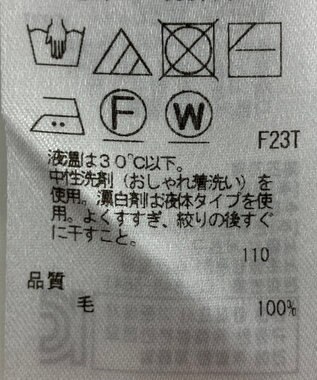 F
W
F23T
液温は30℃以下。
中性洗剤（おしゃれ着洗い）を
使用。漂白剤は液体タイプを使
用。よくすすぎ、絞りの後すぐ
に干すこと。
110
品質
毛 100%